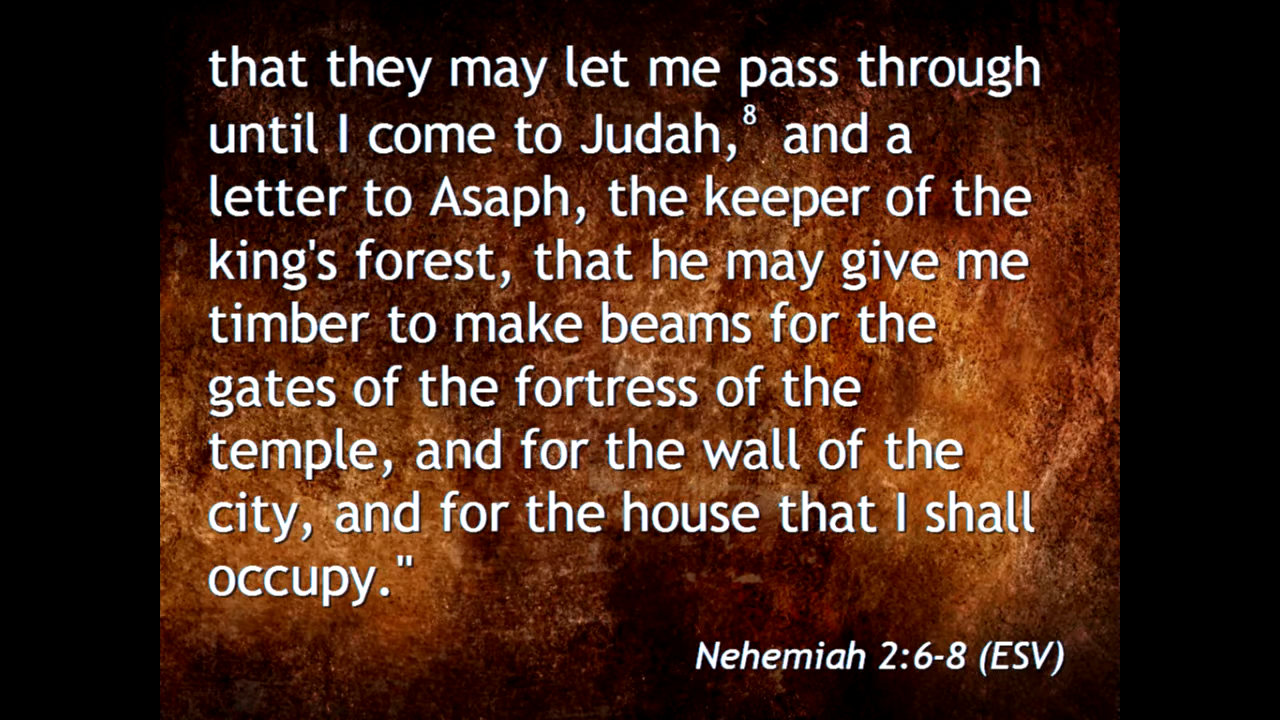 that they may let me pass through
until I come to Judah,8 and a
letter to Asaph, the keeper of the
king's forest, that he may give me
timber to make beams for the
gates of the fortress of the
temple, and for the wall of the
city, and for the house that I shall
occupy."
Nehemiah 2:6-8 (ESV)